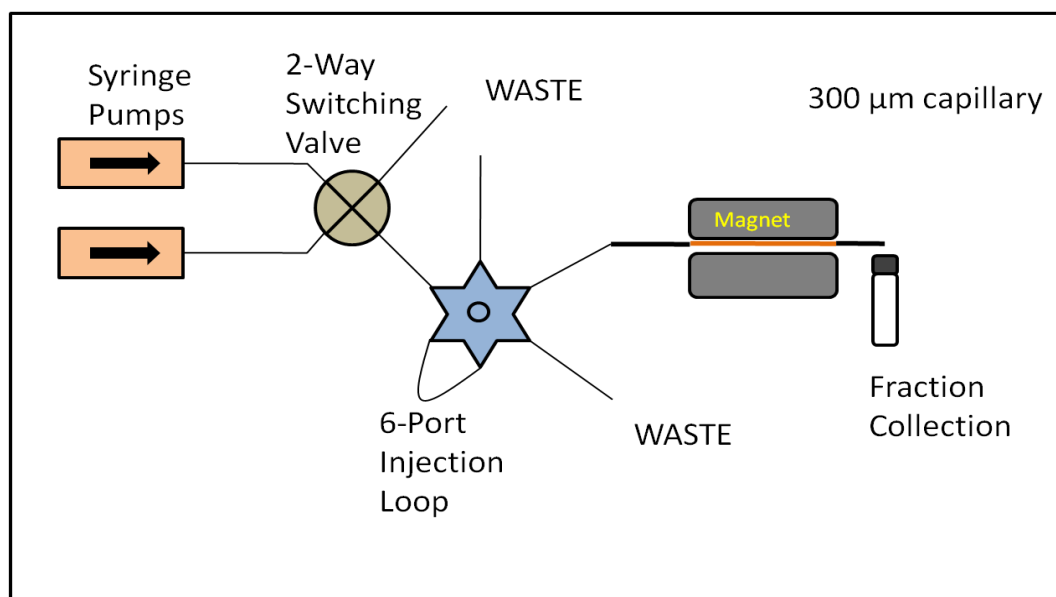 Syringe
Pumps
2-Way
Switching
Valve
WASTE
300 µm capillary
Magnet
6-Port
Injection
Loop
WASTE
Fraction
Collection